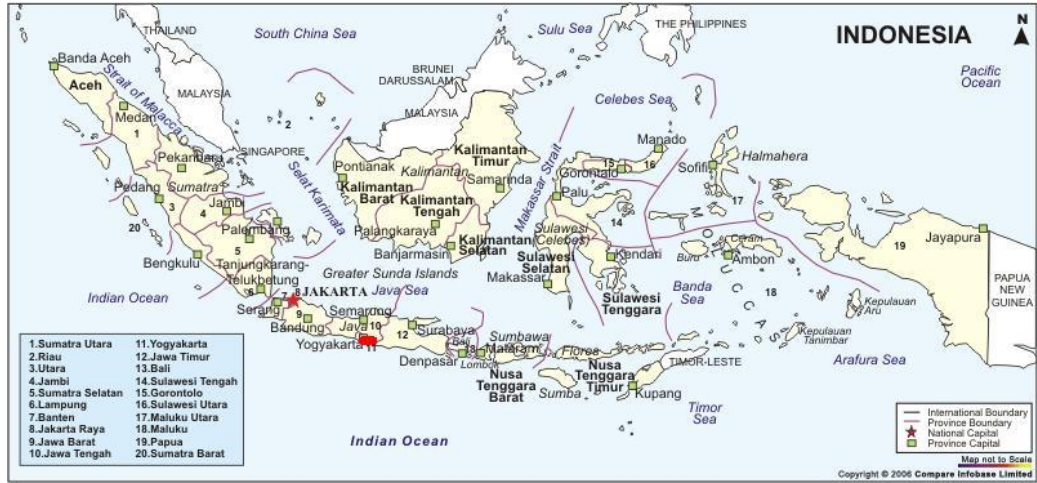 INDONESIA
N
THAILAND
South China Sea
Sulu Sea
THE PHILIPPINES
Pacific
Ocean
Banda Aceh
Aceh
Strait of Malacca
MALAYSIA
BRUNEI
DARUSSALAM
MALAYSIA
Celebes Sea
Medan
1
2
SINGAPORE
Pekanbaru
Sumatra
Padang
3
4
Jambi
20
Palembang
5
Bengkulu
Tanjungkarang-
Telukbetung
6
Indian Ocean
Selat Karimata
Pontianak
Kalimantan
Barat
Kalimantan
Kalimantan
Timur
Samarinda
Kalimantan
Tengah
Palangkaraya
Banjarmasin
Kalimantan
Selatan
Makassar Strait
Manado
15
16
Gorontalo
Palu
14
Sulawesi
(Celebes)
Sulawesi
Selatan
Makassar
Kendari
Sulawesi
Tenggara
Sofifi
Halmahera
17
MOLUCCAS
Buru
Ceram
Ambon
Banda
Sea
18
19
Jayapura
PAPUA
NEW
GUINEA
Kepulauan
Aru
Kepulauan
Tanimbar
Arafura Sea
Greater Sunda Islands
Java Sea
7
8
JAKARTA
Serang
9
Bandung
Semarang
Java
10
12
Surabaya
Yogyakarta
11
Denpasar
Bali
13
Lombok
Mataram
Sumbawa
Flores
Nusa
Tenggara
Barat
Nusa
Tenggara
Timur
Sumba
TIMOR-LESTE
Kupang
Timor
Sea
Indian Ocean
1.Sumatra Utara 11.Yogyakarta
2.Riau 12.Jawa Timur
3.Utara 13.Bali
4.Jambi 14.Sulawesi Tengah
5.Sumatra Selatan 15.Gorontolo
6.Lampung 16.Sulawesi Utara
7.Banten 17.Maluku Utara
8.Jakarta Raya 18.Maluku
9.Jawa Barat 19.Papua
10.Jawa Tengah 20.Sumatra Barat
International Boundary
Province Boundary
National Capital
Province Capital
Map not to Scale
Copyright © 2006 Compare Infobase Limited